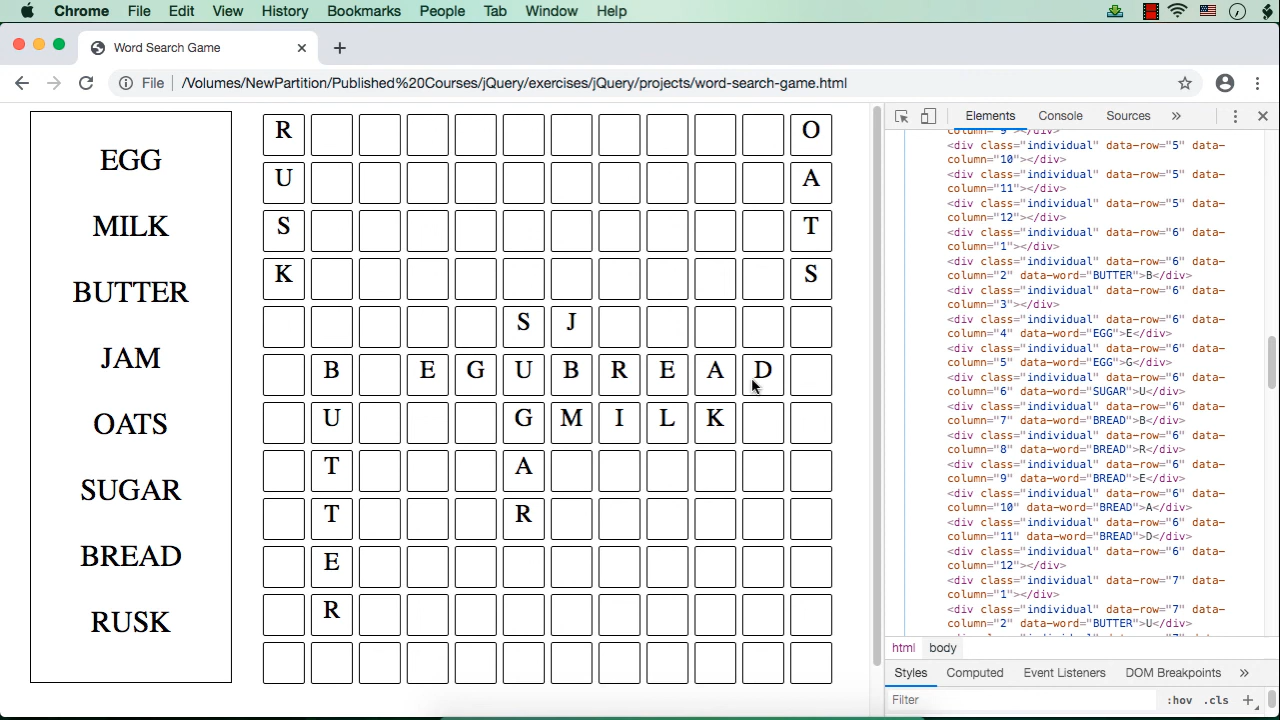 Chrome File Edit View History Bookmarks People Tab Window Help
Word Search Game
File /Volumes/NewPartition/Published%20Courses/jQuery/exercises/jQuery/projects/word-search-game.html
EGG
MILK
BUTTER
JAM
OATS
SUGAR
BREAD
RUSK
R O
U A
S T
K S
S J
B E G U B R E A D
U G M I L K
T A
T R
E
R
Elements Console Sources »
column="9"></div>
<div class="individual" data-row="5" data-
column="10"></div>
<div class="individual" data-row="5" data-
column="11"></div>
<div class="individual" data-row="5" data-
column="12"></div>
<div class="individual" data-row="6" data-
column="1"></div>
<div class="individual" data-row="6" data-
column="2" data-word="BUTTER">B</div>
<div class="individual" data-row="6" data-
column="3"></div>
<div class="individual" data-row="6" data-
column="4" data-word="EGG">E</div>
<div class="individual" data-row="6" data-
column="5" data-word="EGG">G</div>
<div class="individual" data-row="6" data-
column="6" data-word="SUGAR">U</div>
<div class="individual" data-row="6" data-
column="7" data-word="BREAD">B</div>
<div class="individual" data-row="6" data-
column="8" data-word="BREAD">R</div>
<div class="individual" data-row="6" data-
column="9" data-word="BREAD">E</div>
<div class="individual" data-row="6" data-
column="10" data-word="BREAD">A</div>
<div class="individual" data-row="6" data-
column="11" data-word="BREAD">D</div>
<div class="individual" data-row="6" data-
column="12"></div>
<div class="individual" data-row="7" data-
column="1"></div>
<div class="individual" data-row="7" data-
column="2" data-word="BUTTER">U</div>
html body
Styles Computed Event Listeners DOM Breakpoints »
Filter :hov .cls +